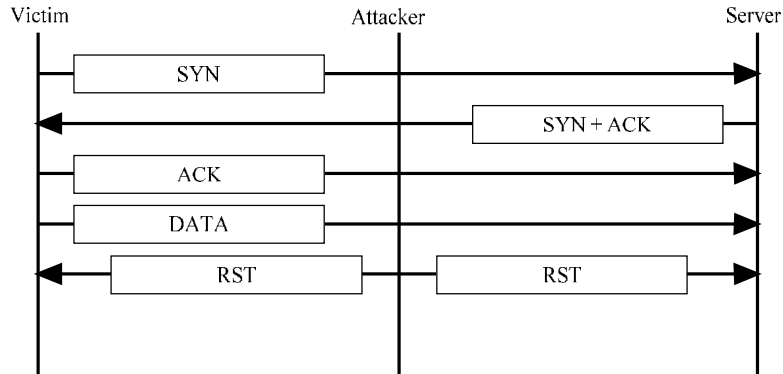 Victim Attacker Server
SYN
SYN + ACK
ACK
DATA
RST RST